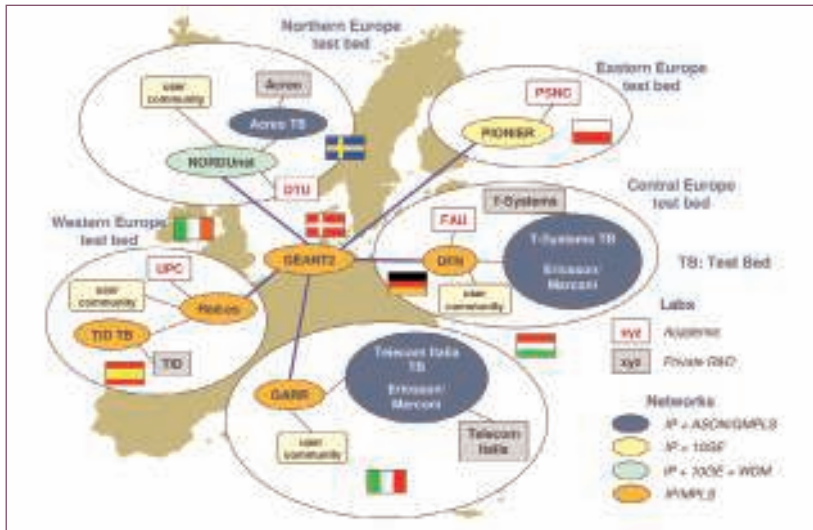 Northern Europe
test bed
Eastern Europe
test bed
user
community
Acreo
Acreo TB
NORDUnet
DTU
PSNC
PIONIER
Central Europe
test bed
T-Systems
FAU
DFN
T-Systems TB
Ericsson/
Marconi
user
community
Western Europe
test bed
UPC
user
community
GEANT2
TID TB
TID
Telecom Italia
TB
Ericsson/
Marconi
GARR
user
community
Telecom
Italia
TB: Test Bed
Labs
xyz
Academia
xyz
Private R&D
Networks
IP + ASON/GMPLS
IP + 10GE
IP + 10GE + WDM
IP/MPLS